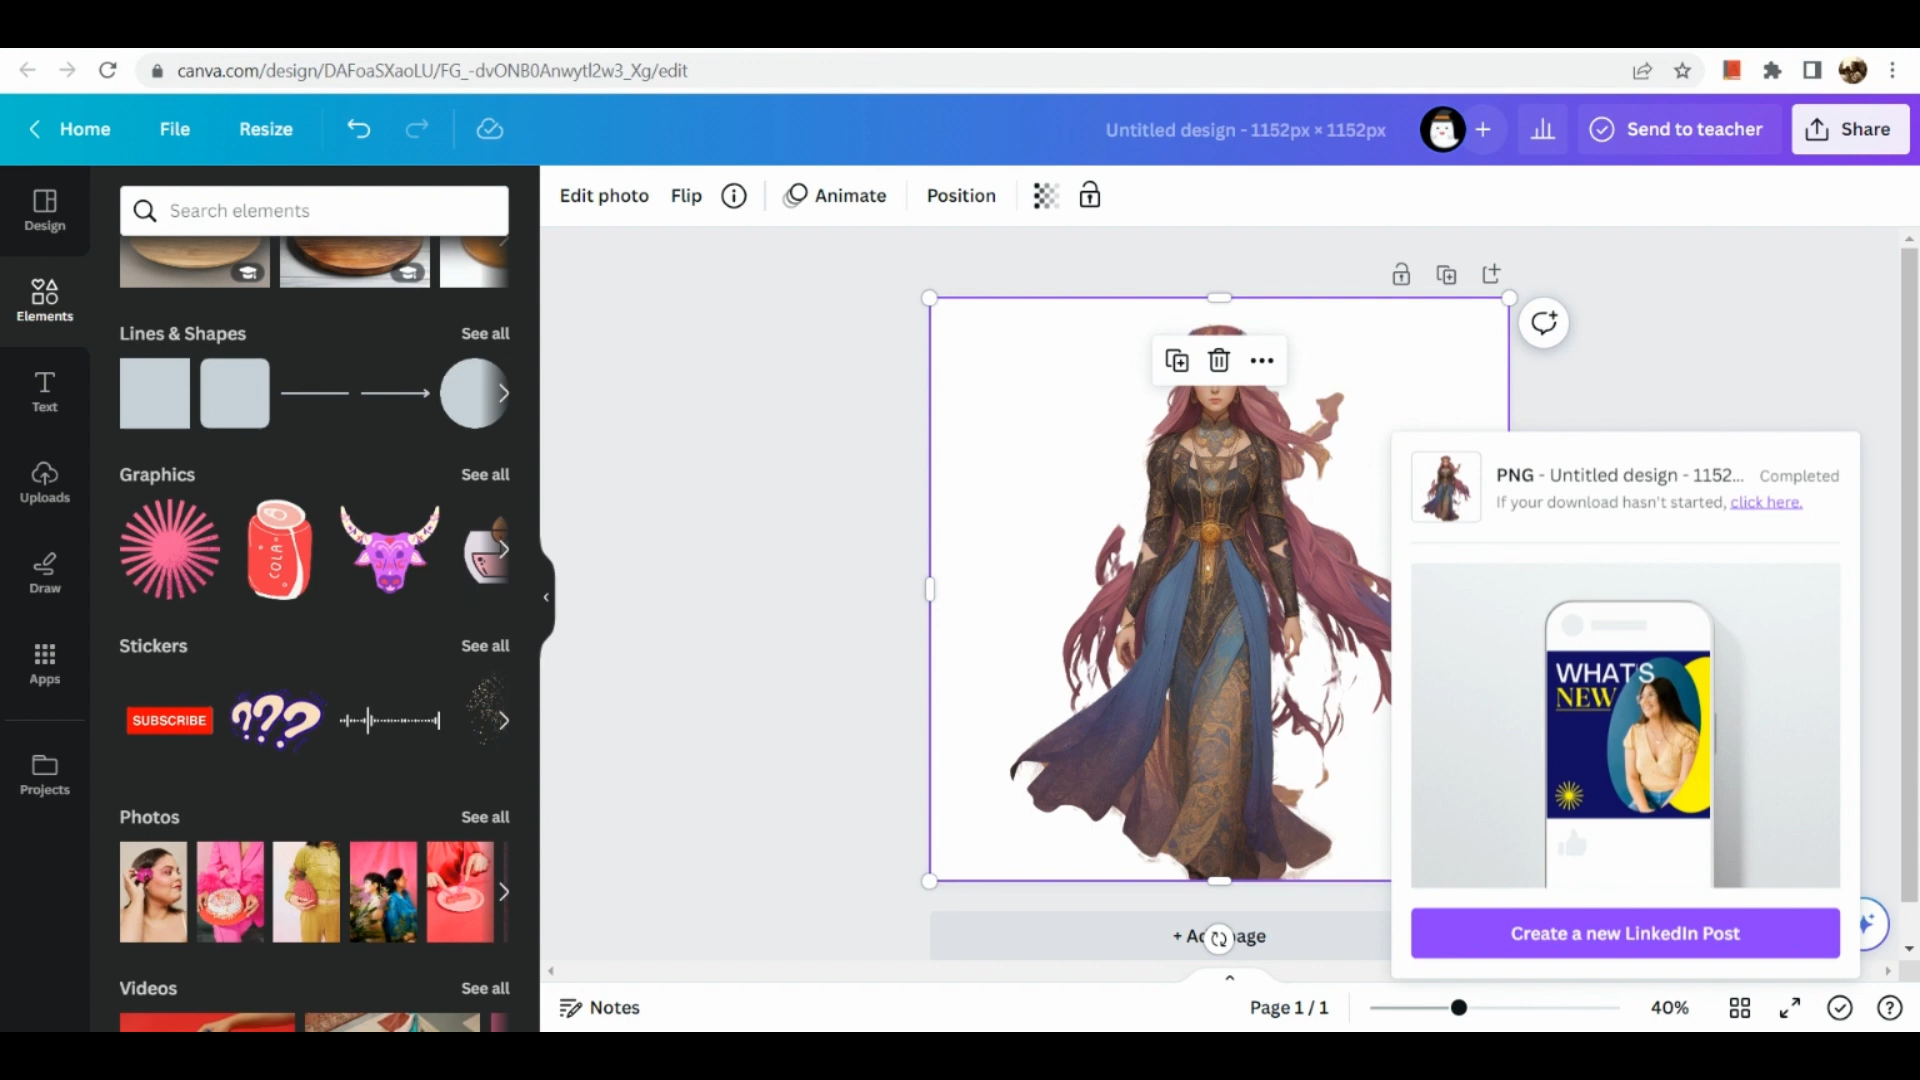 canva.com/design/DAFoaSXaoLU/FG_-dvONB0Anwytl2w3_Xg/edit
Home
File
Resize
Untitled design - 1152px × 1152px
+
Send to teacher
Share
Design
Elements
Text
Uploads
Draw
Apps
Projects
Search elements
Lines & Shapes
See all
Graphics
See all
COLA
Stickers
See all
SUBSCRIBE
???
Photos
See all
Videos
See all
Edit photo
Flip
Animate
Position
PNG - Untitled design - 1152...
Completed
If your download hasn't started, click here.
WHAT'S
NEW
Create a new LinkedIn Post
Notes
Page 1 / 1
40%